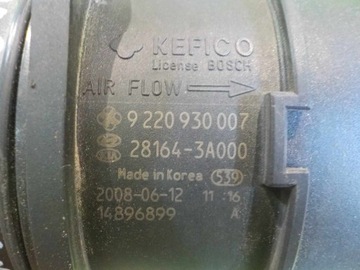 KEFICO
License BOSCH
AIR FLOW
9 220 930 007
28164-3A000
KIA
Made in Korea 539
2008-06-12 11:16
14896899 A